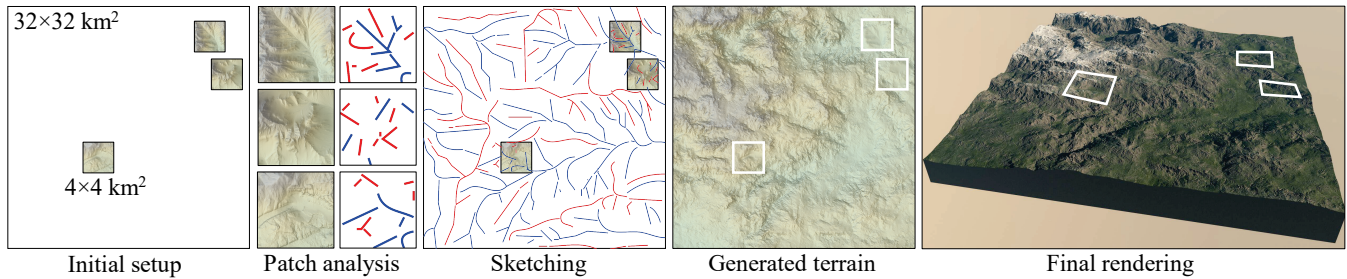 32×32 km²
4×4 km²
Initial setup
Patch analysis
Sketching
Generated terrain
Final rendering